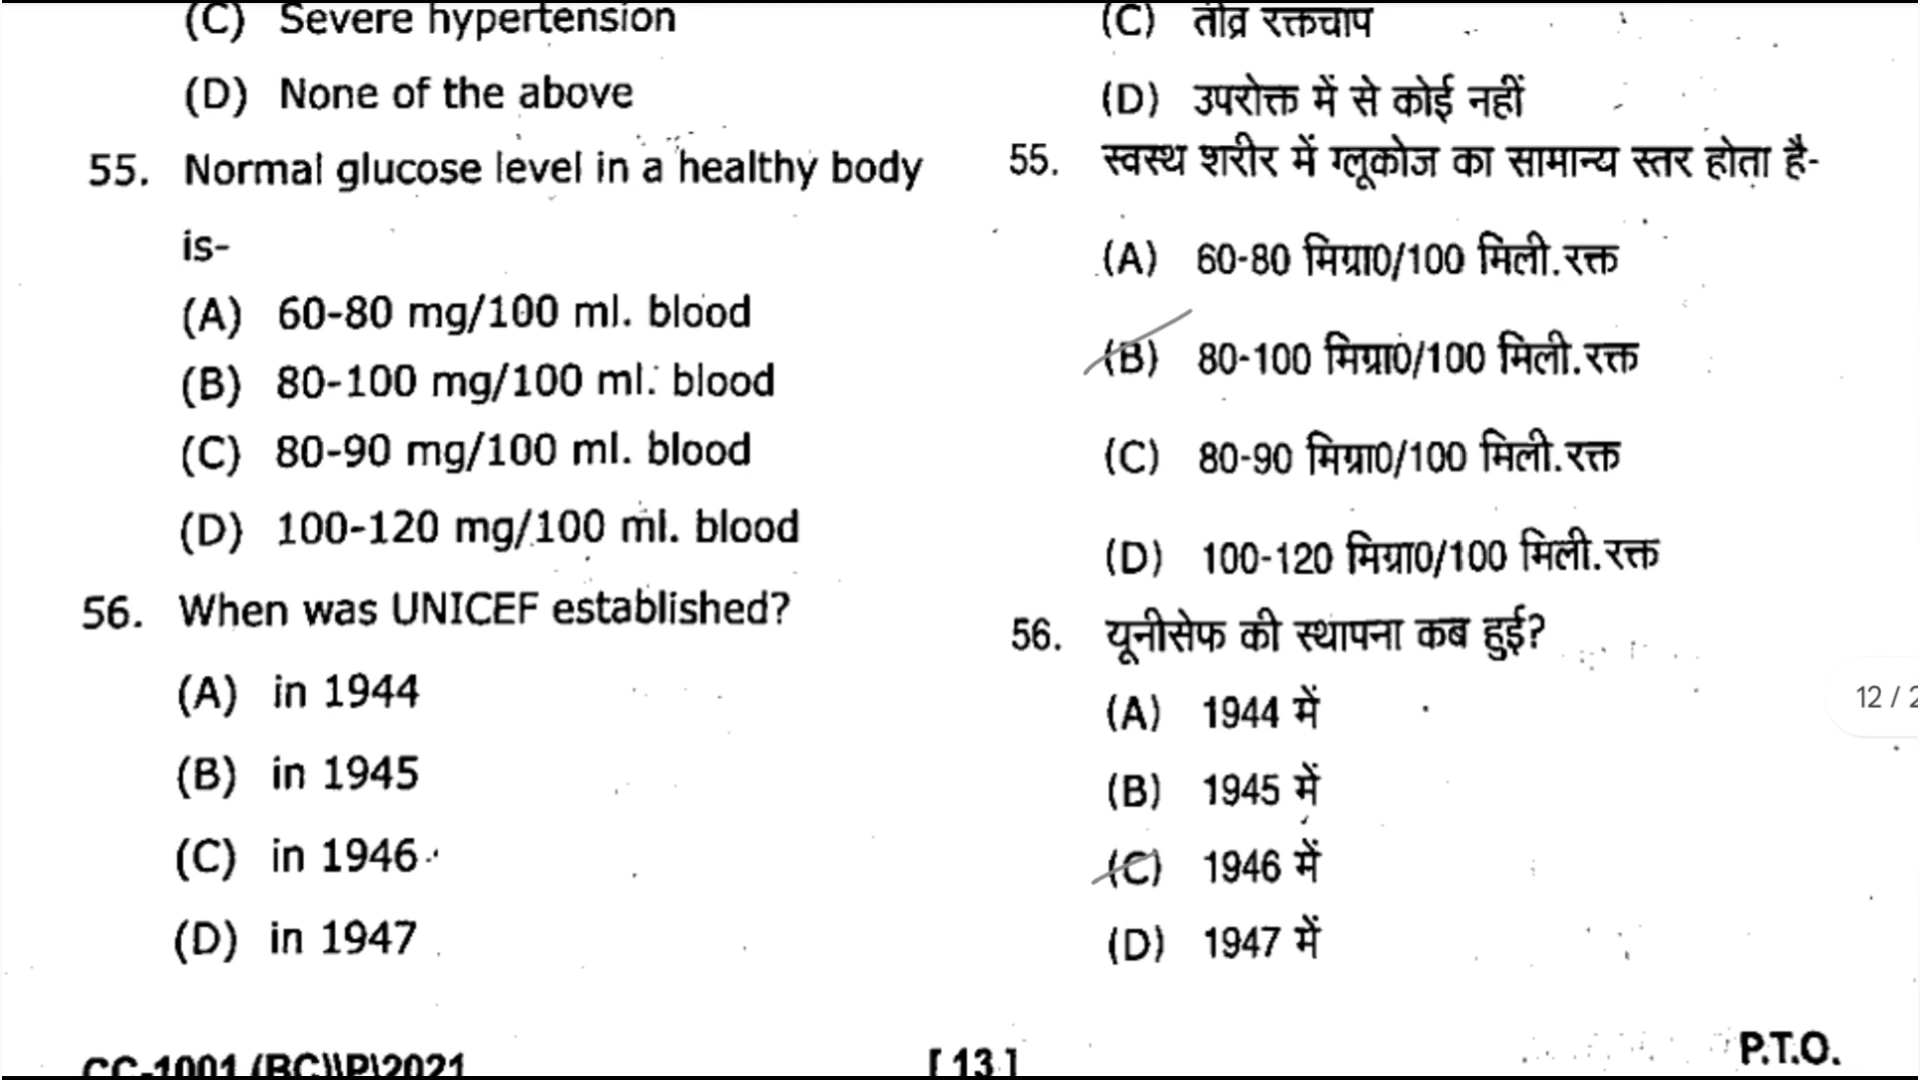 (C) Severe hypertension
(D) None of the above
55. Normal glucose level in a healthy body
is-
(A) 60-80 mg/100 ml. blood
(B) 80-100 mg/100 ml. blood
(C) 80-90 mg/100 ml. blood
(D) 100-120 mg/100 ml. blood
56. When was UNICEF established?
(A) in 1944
(B) in 1945
(C) in 1946
(D) in 1947
(C) तीव्र रक्तचाप
(D) उपरोक्त में से कोई नहीं
55. स्वस्थ शरीर में ग्लूकोज का सामान्य स्तर होता है-
(A) 60-80 मिग्रा0/100 मिली.रक्त
(B) 80-100 मिग्रा0/100 मिली.रक्त
(C) 80-90 मिग्रा0/100 मिली.रक्त
(D) 100-120 मिग्रा0/100 मिली.रक्त
56. यूनीसेफ की स्थापना कब हुई?
(A) 1944 में
(B) 1945 में
(C) 1946 में
(D) 1947 में
12 / 2
CC-1001 (BC\\P\2021
[ 13 ]
P.T.O.